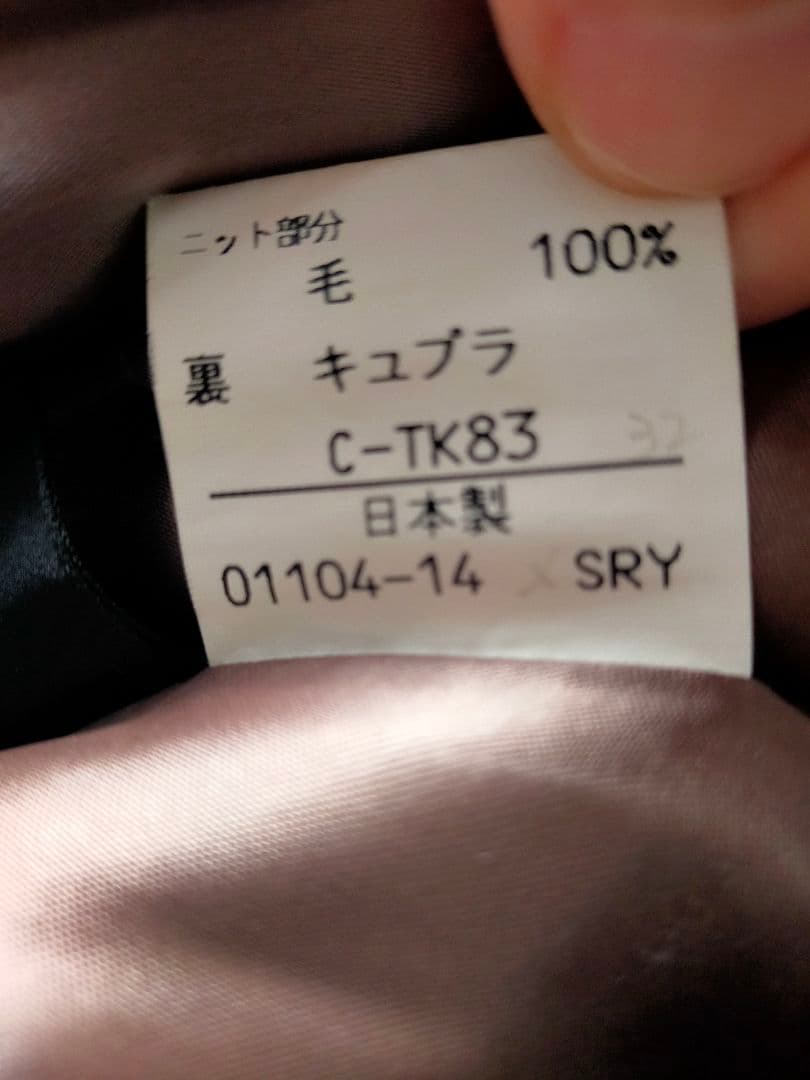 ニット部分
毛 100%
裏 キュプラ
C-TK83
日本製
01104-14 SRY